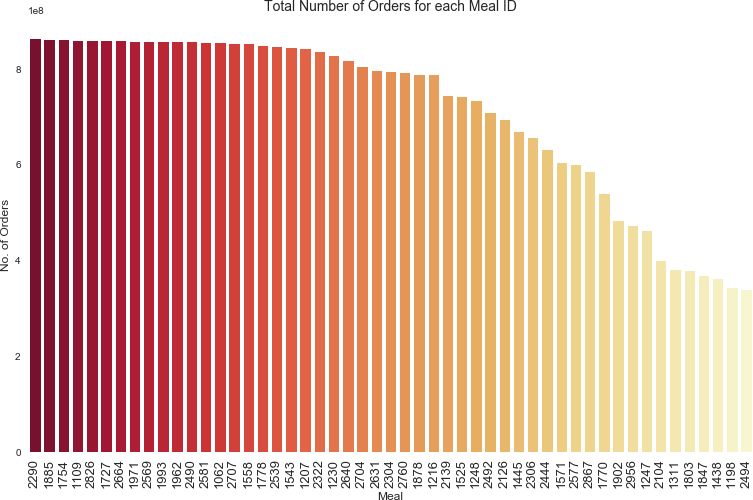 Total Number of Orders for each Meal ID
1e8
8
6
4
2
0
No. of Orders
2290 1885 1754 1109 2826 1727 2664 1971 2569 1993 1962 2490 2581 1062 2707 1558 1778 2539 1543 1207 2322 1230 2640 2704 2631 2304 2760 1878 1216 2139 1525 1248 2492 2126 1445 2306 2444 1571 2577 2867 1770 1902 2956 1247 2104 1311 1803 1847 1438 1198 2494
Meal